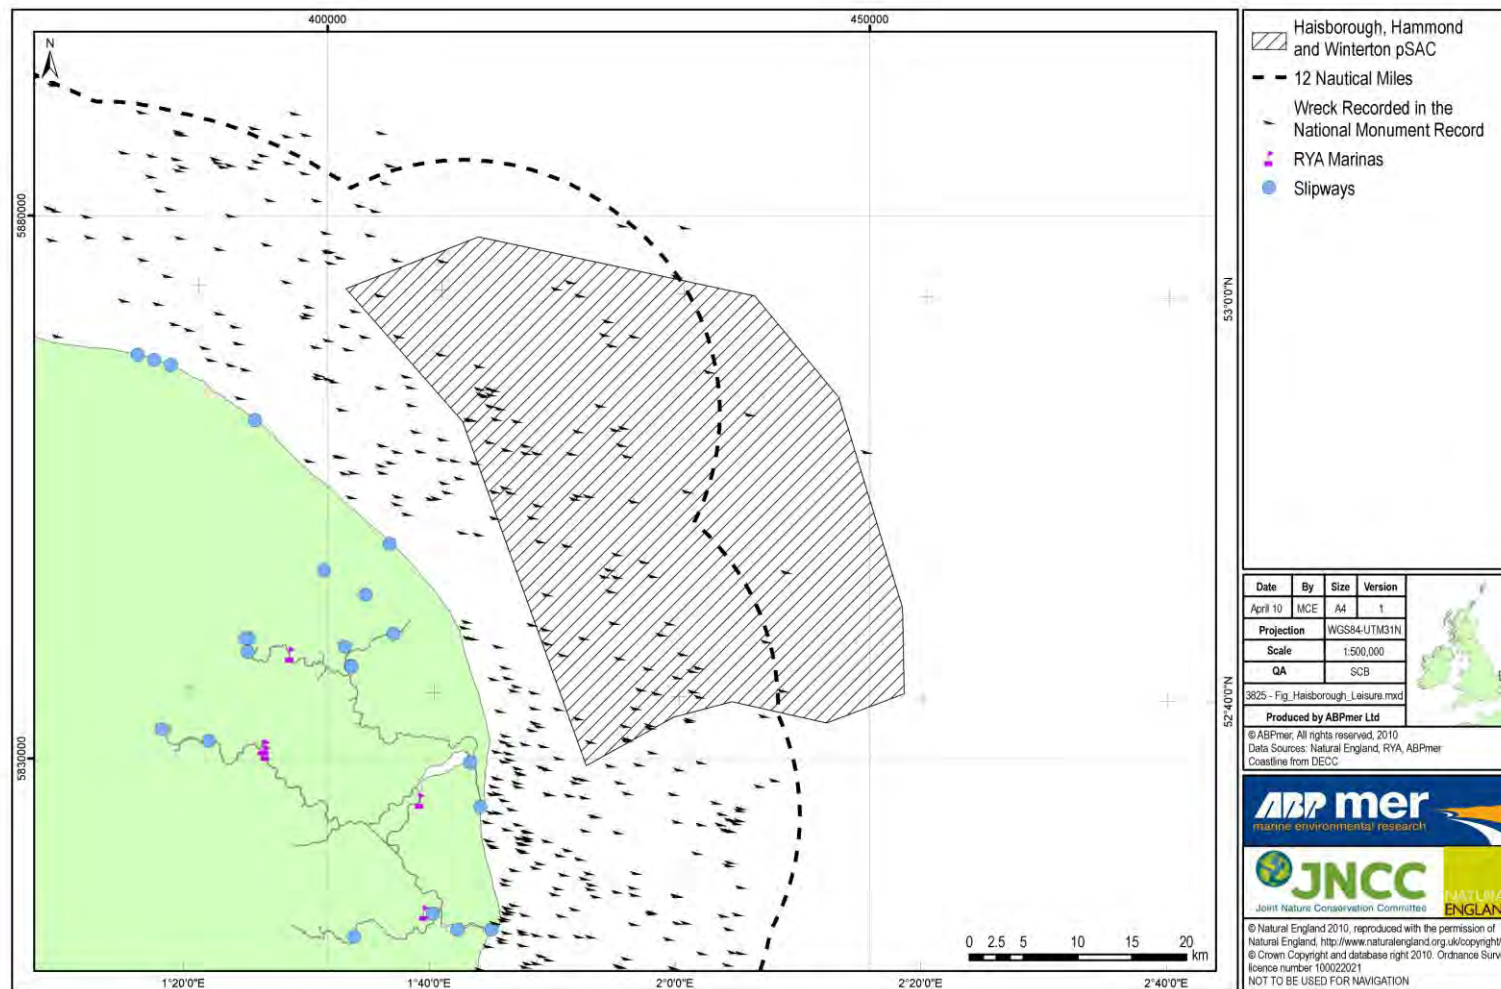 400000
450000
N
5880000
5830000
53°0'0"N
52°40'0"N
0 2.5 5 10 15 20
km
1°20'0"E
1°40'0"E
2°0'0"E
2°20'0"E
2°40'0"E
Haisborough, Hammond
and Winterton pSAC
12 Nautical Miles
Wreck Recorded in the
National Monument Record
RYA Marinas
Slipways
Date By Size Version
April 10 MCE A4 1
Projection WGS84-UTM31N
Scale 1:500,000
QA SCB
3825 - Fig_Haisborough_Leisure.mxd
Produced by ABPmer Ltd
© ABPmer, All rights reserved, 2010
Data Sources: Natural England, RYA, ABPmer
Coastline from DECC
ABP mer
marine environmental research
JNCC
Joint Nature Conservation Committee
NATURA
ENGLAN
© Natural England 2010, reproduced with the permission of
Natural England, http://www.naturalengland.org.uk/copyright/
© Crown Copyright and database right 2010. Ordnance Surve
licence number 100022021
NOT TO BE USED FOR NAVIGATION